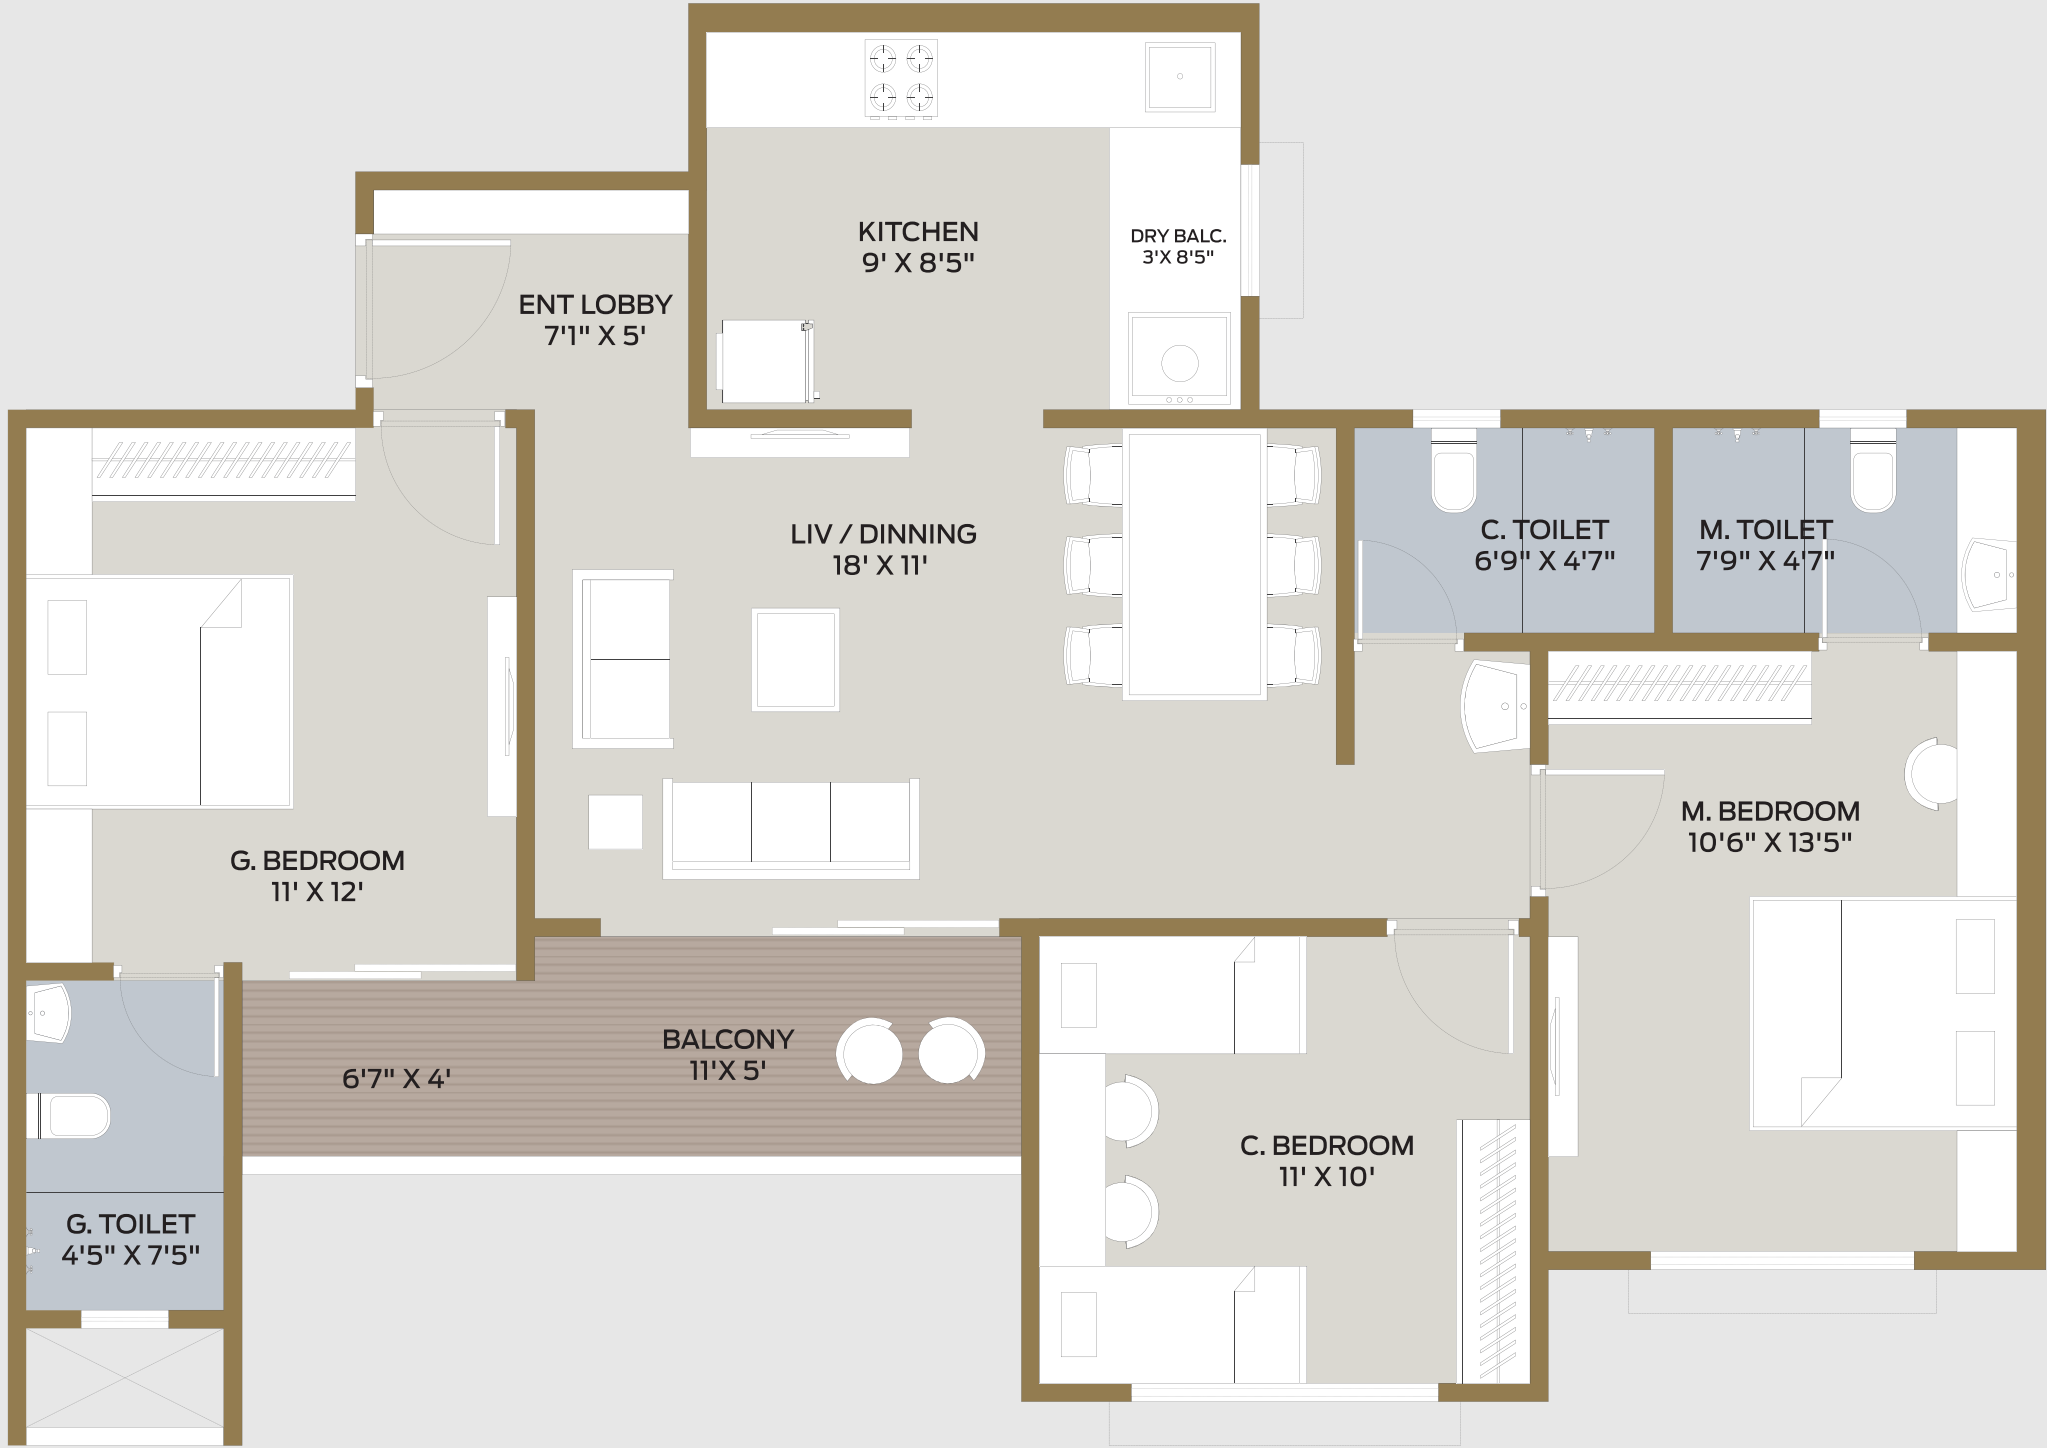 KITCHEN
9' X 8'5"
DRY BALC.
3'X 8'5"
ENT LOBBY
7'1" X 5'
LIV / DINNING
18' X 11'
C. TOILET
6'9" X 4'7"
M. TOILET
7'9" X 4'7"
M. BEDROOM
10'6" X 13'5"
G. BEDROOM
11' X 12'
BALCONY
11'X 5'
6'7" X 4'
C. BEDROOM
11' X 10'
G. TOILET
4'5" X 7'5"